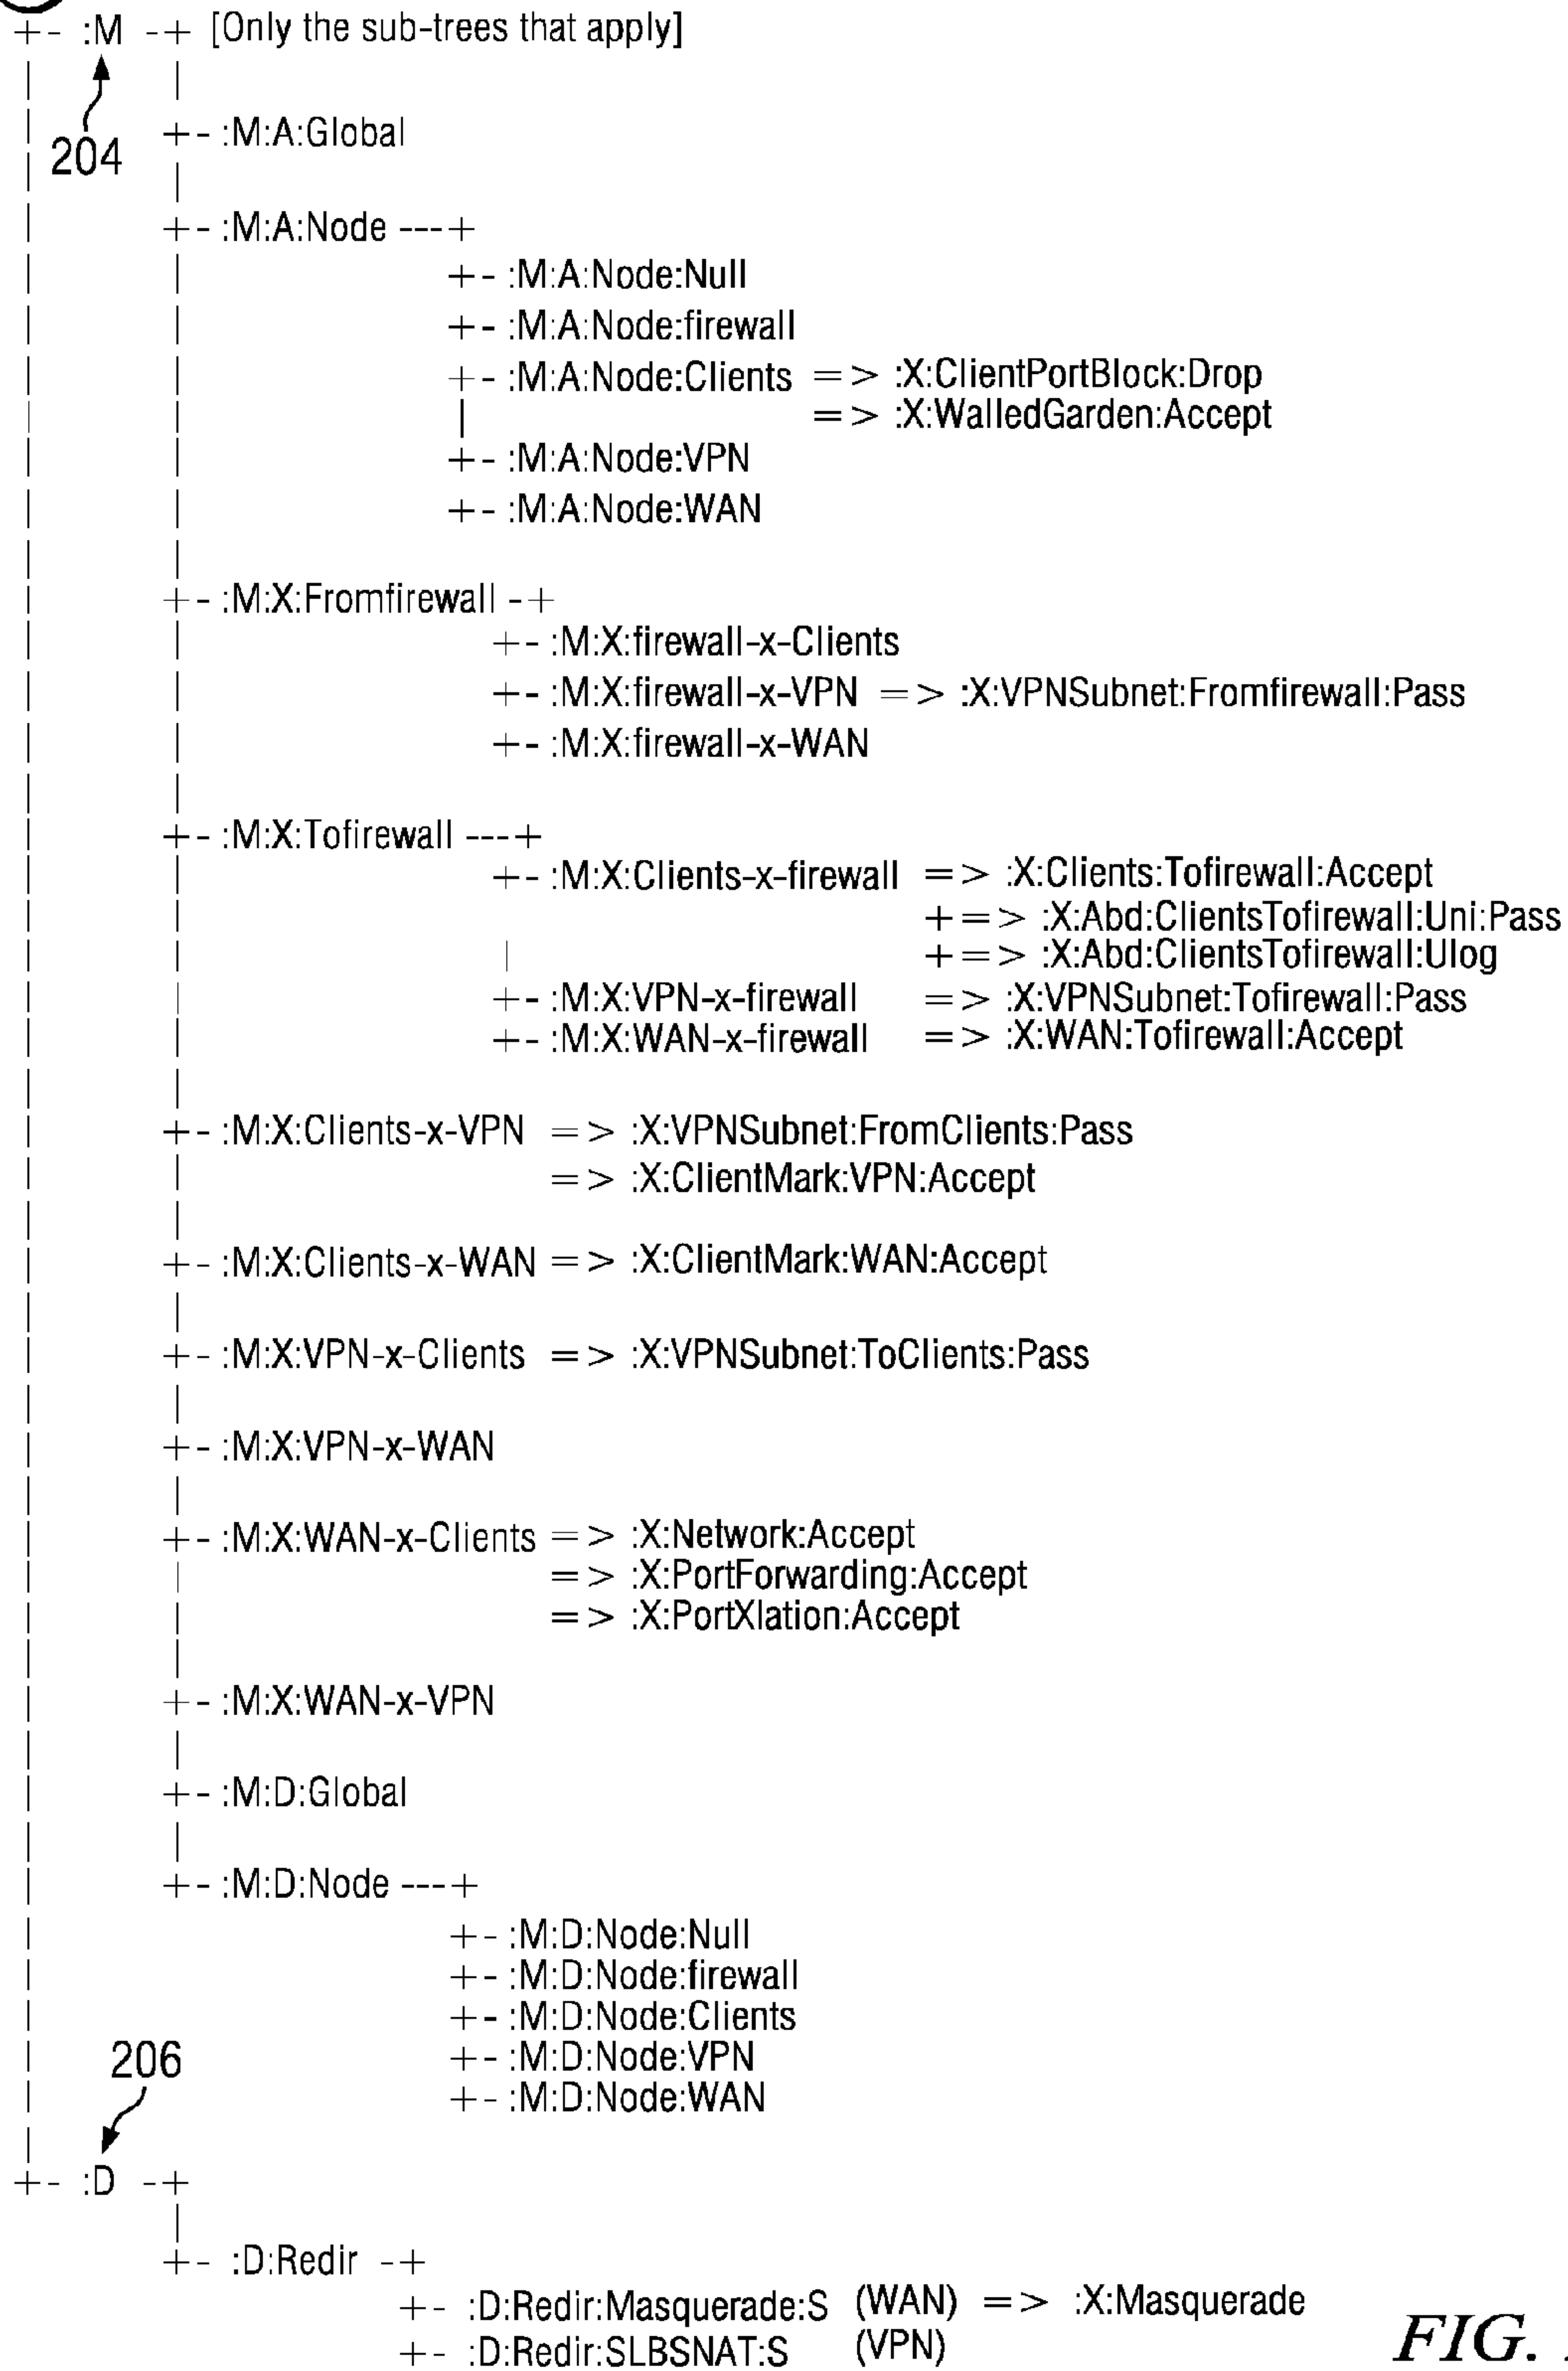 +- :M -+ [Only the sub-trees that apply]
204
+- :M:A:Global
+- :M:A:Node ---+
+- :M:A:Node:Null
+- :M:A:Node:firewall
+- :M:A:Node:Clients => :X:ClientPortBlock:Drop
=> :X:WalledGarden:Accept
+- :M:A:Node:VPN
+- :M:A:Node:WAN
+- :M:X:Fromfirewall -+
+- :M:X:firewall-x-Clients
+- :M:X:firewall-x-VPN => :X:VPNSubnet:Fromfirewall:Pass
+- :M:X:firewall-x-WAN
+- :M:X:Tofirewall ---+
+- :M:X:Clients-x-firewall => :X:Clients:Tofirewall:Accept
+=> :X:Abd:ClientsTofirewall:Uni:Pass
+=> :X:Abd:ClientsTofirewall:Ulog
+- :M:X:VPN-x-firewall => :X:VPNSubnet:Tofirewall:Pass
+- :M:X:WAN-x-firewall => :X:WAN:Tofirewall:Accept
+- :M:X:Clients-x-VPN => :X:VPNSubnet:FromClients:Pass
=> :X:ClientMark:VPN:Accept
+- :M:X:Clients-x-WAN => :X:ClientMark:WAN:Accept
+- :M:X:VPN-x-Clients => :X:VPNSubnet:ToClients:Pass
+- :M:X:VPN-x-WAN
+- :M:X:WAN-x-Clients => :X:Network:Accept
=> :X:PortForwarding:Accept
=> :X:PortXlation:Accept
+- :M:X:WAN-x-VPN
+- :M:D:Global
+- :M:D:Node ---+
+- :M:D:Node:Null
+- :M:D:Node:firewall
+- :M:D:Node:Clients
+- :M:D:Node:VPN
+- :M:D:Node:WAN
206
+- :D -+
+- :D:Redir -+
+- :D:Redir:Masquerade:S (WAN) => :X:Masquerade
+- :D:Redir:SLBSNAT:S (VPN)
FIG.